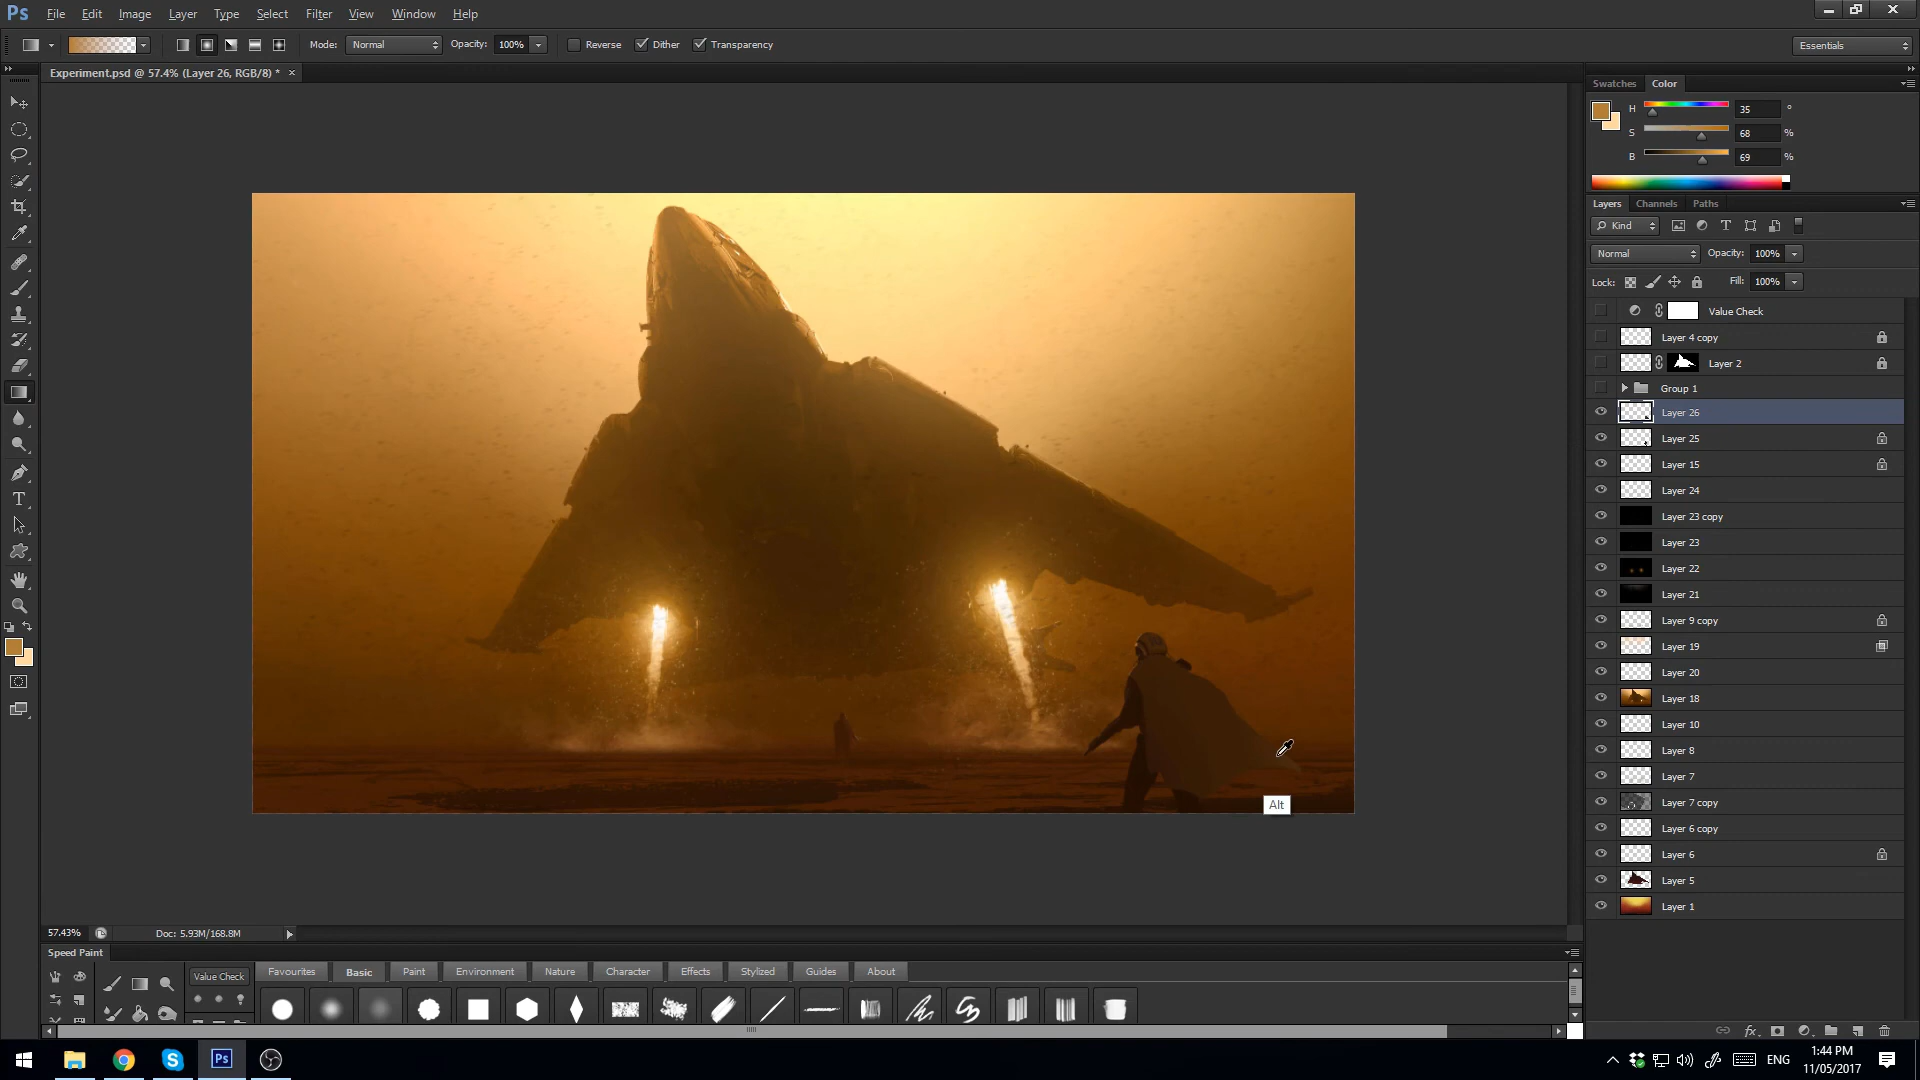 Ps File Edit Image Layer Type Select Filter View Window Help
Mode: Normal Opacity: 100% Reverse Dither Transparency Essentials
Experiment.psd @ 57.4% (Layer 26, RGB/8) * ×
Swatches Color
H 35 °
S 68 %
B 69 %
Layers Channels Paths
Kind T
Normal Opacity: 100%
Lock: Fill: 100%
Value Check
Layer 4 copy
Layer 2
Group 1
Layer 26
Layer 25
Layer 15
Layer 24
Layer 23 copy
Layer 23
Layer 22
Layer 21
Layer 9 copy
Layer 19
Layer 20
Layer 18
Layer 10
Layer 8
Layer 7
Layer 7 copy
Layer 6 copy
Layer 6
Layer 5
Layer 1
fx
T
Alt
57.43% Doc: 5.93M/168.8M
Speed Paint
Value Check Favourites Basic Paint Environment Nature Character Effects Stylized Guides About
Ps
ENG
1:44 PM
11/05/2017